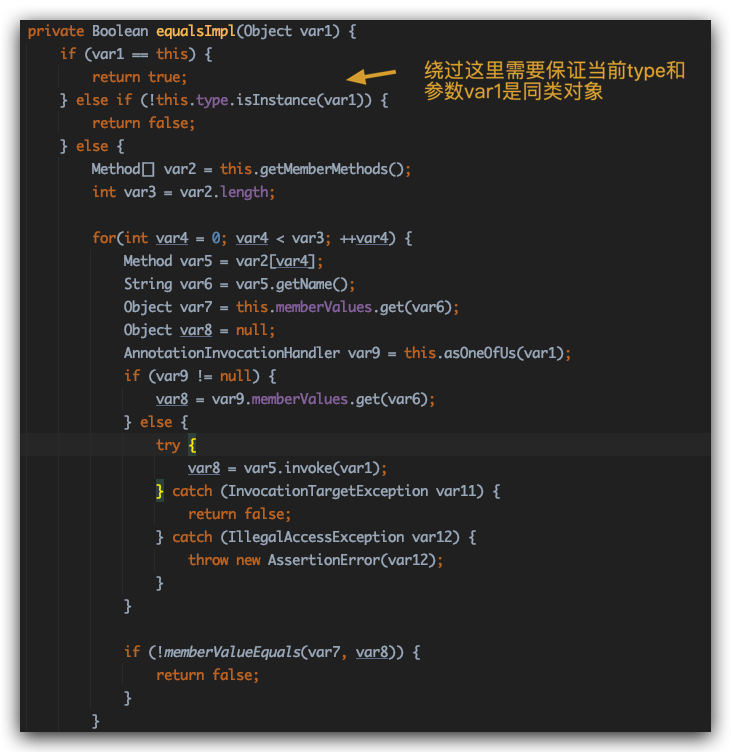 private Boolean equalsImpl(Object var1) {
if (var1 == this) {
return true;
绕过这里需要保证当前type和
参数var1是同类对象
} else if (!this.type.isInstance(var1)) {
return false;
} else {
Method[] var2 = this.getMemberMethods();
int var3 = var2.length;
for(int var4 = 0; var4 < var3; ++var4) {
Method var5 = var2[var4];
String var6 = var5.getName();
Object var7 = this.memberValues.get(var6);
Object var8 = null;
AnnotationInvocationHandler var9 = this.asOneOfUs(var1);
if (var9 != null) {
var8 = var9.memberValues.get(var6);
} else {
try {
var8 = var5.invoke(var1);
} catch (InvocationTargetException var11) {
return false;
} catch (IllegalAccessException var12) {
throw new AssertionError(var12);
}
}
if (!memberValueEquals(var7, var8)) {
return false;
}
}